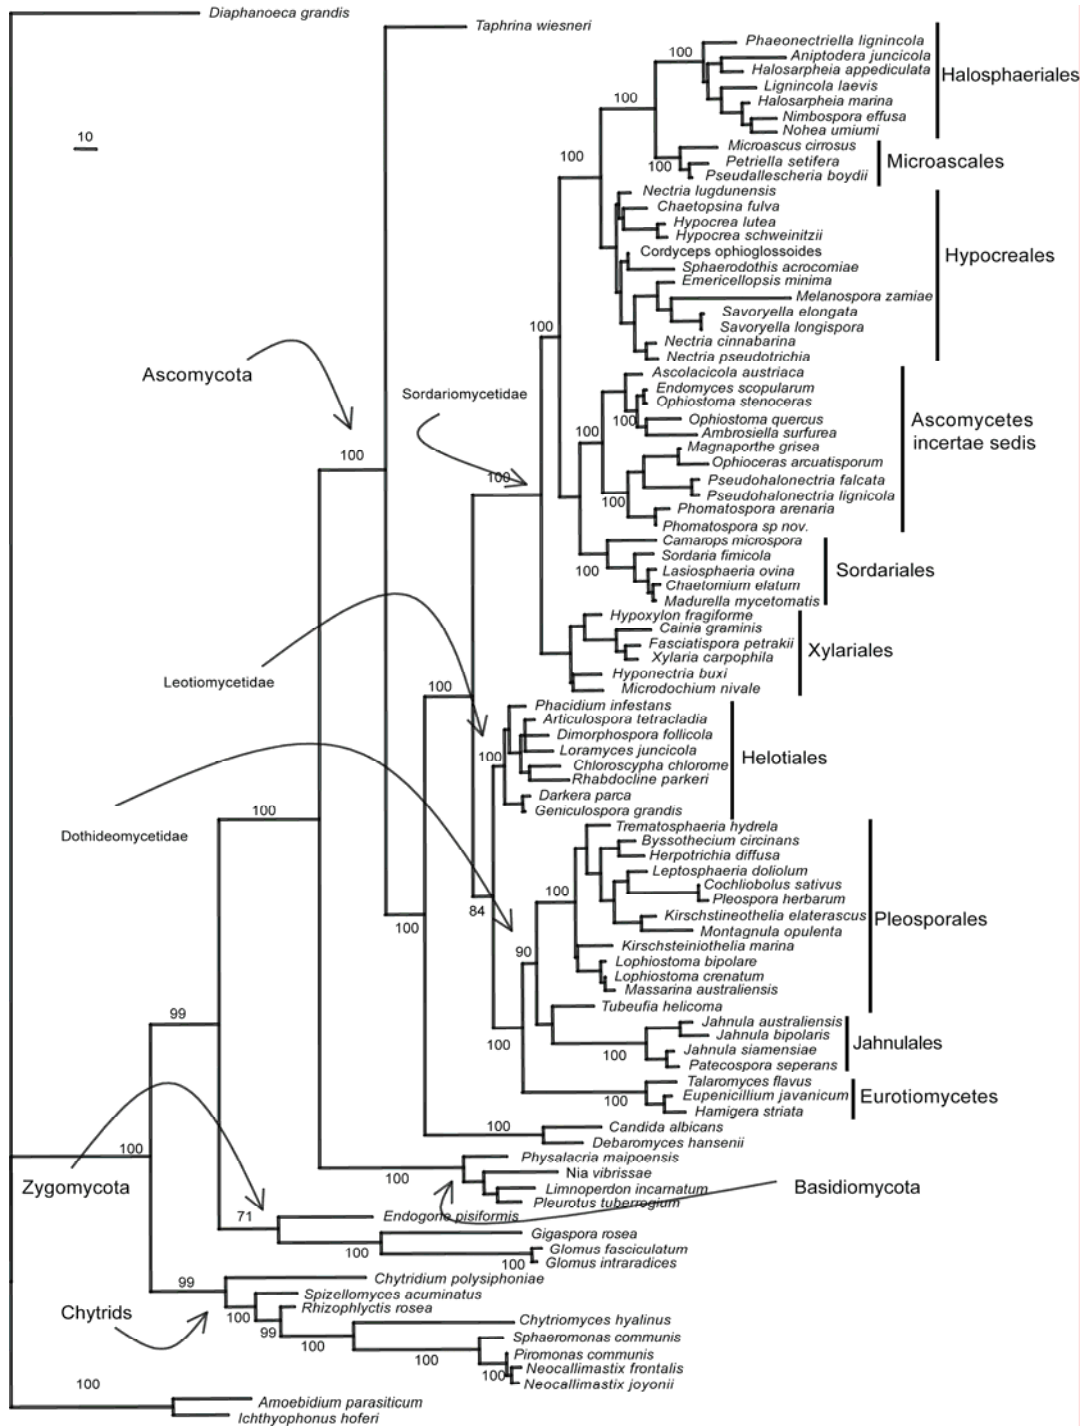 Diaphanoeca grandis
Taphrina wiesneri
Phaeonectriella lignincola
100
Aniptodera juncicola
Halosarpheia appediculata
Halosphaeriales
Lignincola laevis
100
Halosarpheia marina
Nimbospora effusa
10
Nohea umiumi
Microascus cirrosus
100
Petriella setifera
Microascales
100
Pseudallescheria boydii
Nectria lugdunensis
Chaetopsina fulva
Hypocrea lutea
Hypocrea schweinitzii
Cordyceps ophioglossoides
Hypocreales
Sphaerodothis acrocomiae
Emericellopsis minima
Melanospora zamiae
Savoryella elongata
100
Savoryella longispora
Nectria cinnabarina
Nectria pseudotrichia
Ascomycota
Ascolacicola austriaca
Sordariomycetidae
Endomyces scopularum
Ophiostoma stenoceras
100
Ophiostoma quercus
Ascomycetes
incertae sedis
100
Ambrosiella surfurea
Magnaporthe grisea
100
Ophioceras arcuatisporum
100
Pseudohalonectria falcata
Pseudohalonectria lignicola
100
Phomatospora arenaria
Phomatospora sp nov.
Camarops microspora
Sordaria fimicola
100
Lasiosphaeria ovina
Sordariales
Chaetomium elatum
Madurella mycetomatis
Hypoxylon fragiforme
Cainia graminis
Fasciatispora petrakii
Xylariales
Xylaria carpophila
Leotiomycetidae
Hyponectria buxi
100
Microdochium nivale
Phacidium infestans
Articulospora tetracladia
Dimorphospora follicola
100
Loramyces juncicola
Helotiales
Chloroscypha chlorome
Rhabdocline parkeri
Darkera parca
100
Geniculospora grandis
Trematosphaeria hydrela
Dothideomycetidae
Byssothecium circinans
Herpotrichia diffusa
Leptosphaeria doliolum
100
Cochliobolus sativus
Pleospora herbarum
84
Kirschstineothelia elaterascus
Pleosporales
100
Montagnula opulenta
90
Kirschsteiniothelia marina
Lophiostoma bipolare
Lophiostoma crenatum
Massarina australiensis
99
Tubeufia helicoma
Jahnula australiensis
100
Jahnula bipolaris
Jahnulales
100
Jahnula siamensiae
Patecospora seperans
Talaromyces flavus
100
Eupenicillium javanicum
Eurotiomycetes
Hamigera striata
100
Candida albicans
Debaromyces hansenii
100
Physalacria maipoensis
100
Nia vibrissae
Zygomycota
Limnoperdon incarnatum
Basidiomycota
Pleurotus tuberregium
71
Endogone pisiformis
Gigaspora rosea
100
Glomus fasciculatum
100
Glomus intraradices
99
Chytridium polysiphoniae
Spizellomyces acuminatus
Chytrids
100
Rhizophlyctis rosea
99
Chytriomyces hyalinus
100
Sphaeromonas communis
100
Piromonas communis
100
Neocallimastix frontalis
Neocallimastix joyonii
100
Amoebidium parasiticum
Ichthyophonus hoferi